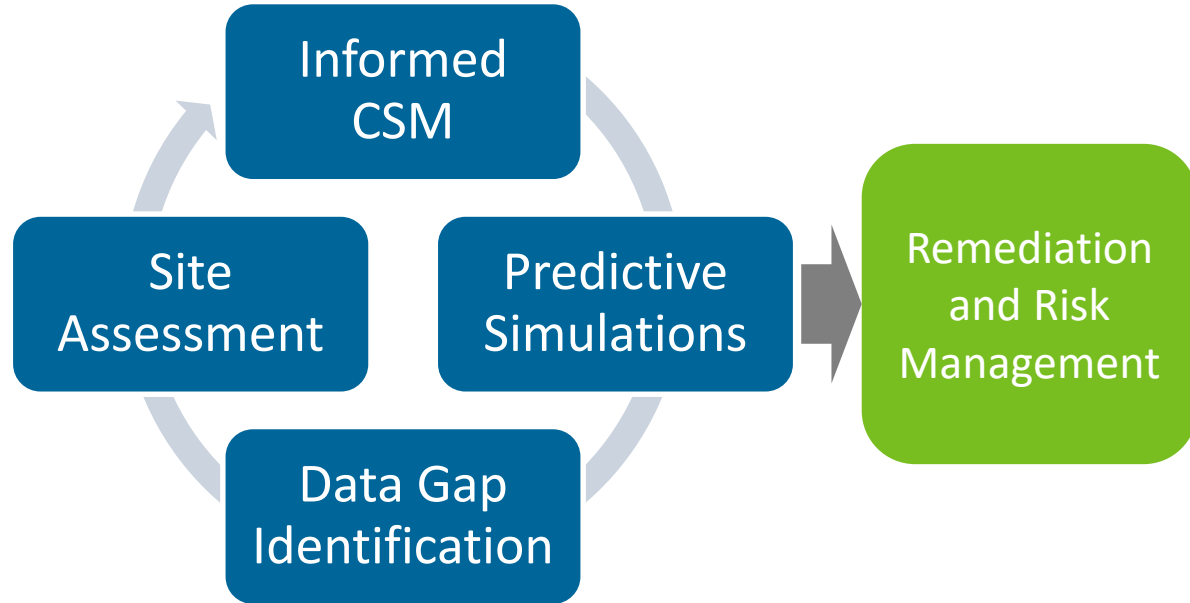 Informed
CSM
Site
Assessment
Predictive
Simulations
Data Gap
Identification
Remediation
and Risk
Management